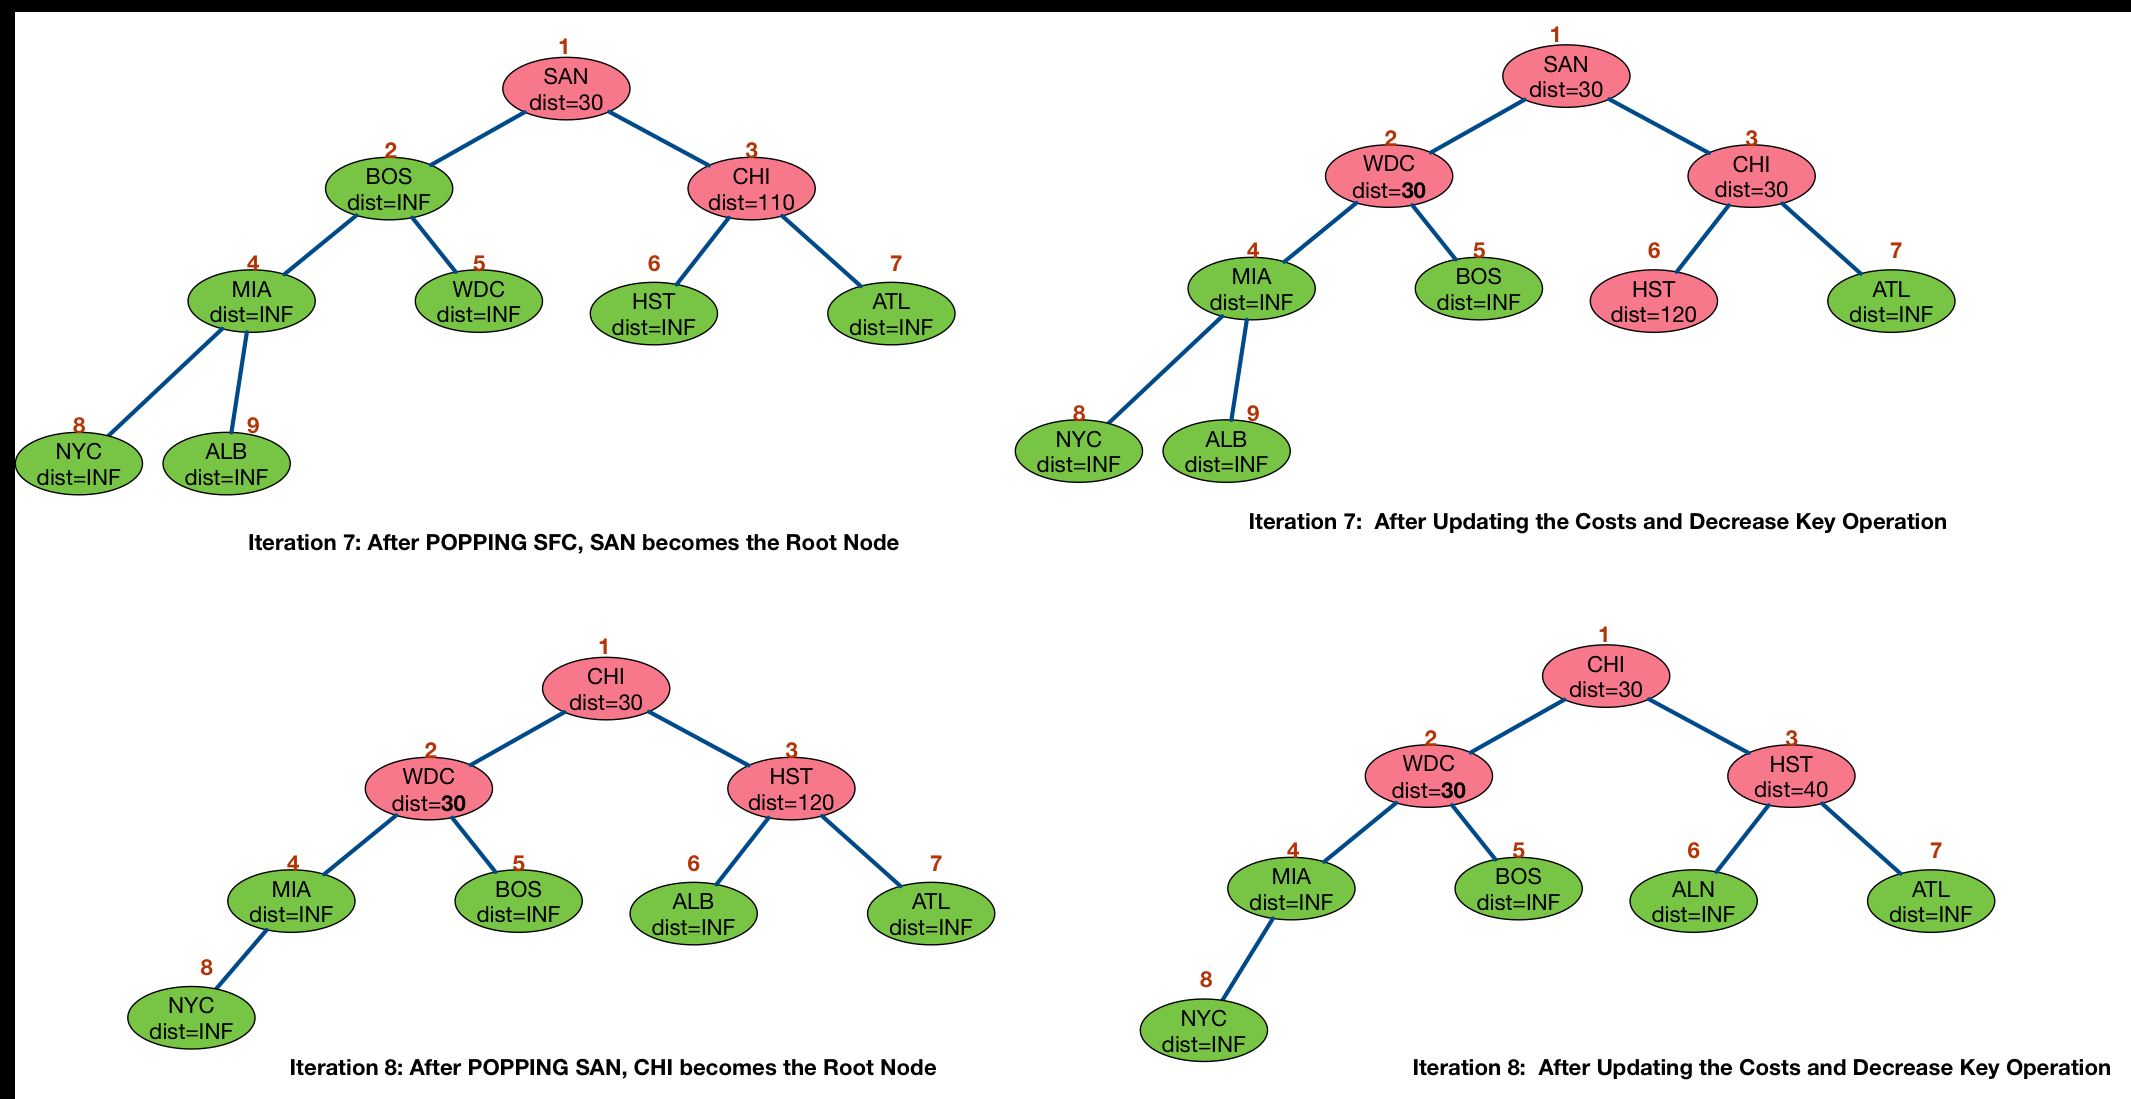 1
SAN
dist=30
2
BOS
dist=INF
3
CHI
dist=110
4
MIA
dist=INF
5
WDC
dist=INF
6
HST
dist=INF
7
ATL
dist=INF
8
NYC
dist=INF
9
ALB
dist=INF
Iteration 7: After POPPING SFC, SAN becomes the Root Node
1
SAN
dist=30
2
WDC
dist=30
3
CHI
dist=30
4
MIA
dist=INF
5
BOS
dist=INF
6
HST
dist=120
7
ATL
dist=INF
8
NYC
dist=INF
9
ALB
dist=INF
Iteration 7: After Updating the Costs and Decrease Key Operation
1
CHI
dist=30
2
WDC
dist=30
3
HST
dist=120
4
MIA
dist=INF
5
BOS
dist=INF
6
ALB
dist=INF
7
ATL
dist=INF
8
NYC
dist=INF
Iteration 8: After POPPING SAN, CHI becomes the Root Node
1
CHI
dist=30
2
WDC
dist=30
3
HST
dist=40
4
MIA
dist=INF
5
BOS
dist=INF
6
ALN
dist=INF
7
ATL
dist=INF
8
NYC
dist=INF
Iteration 8: After Updating the Costs and Decrease Key Operation